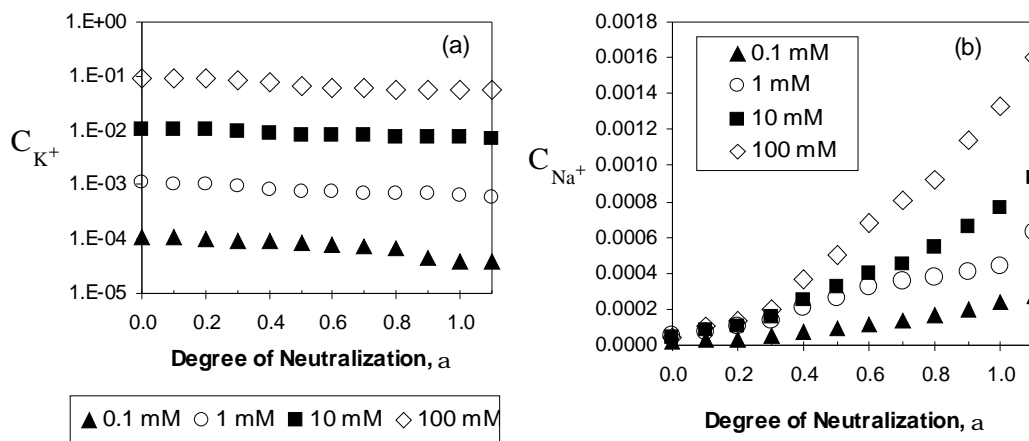 (a)
1.E+00
1.E-01
1.E-02
1.E-03
1.E-04
1.E-05
C K+
0.0 0.2 0.4 0.6 0.8 1.0
Degree of Neutralization, a
0.1 mM 1 mM 10 mM 100 mM
(b)
0.1 mM
1 mM
10 mM
100 mM
0.0018
0.0016
0.0014
0.0012
0.0010
0.0008
0.0006
0.0004
0.0002
0.0000
C Na+
0.0 0.2 0.4 0.6 0.8 1.0
Degree of Neutralization, a